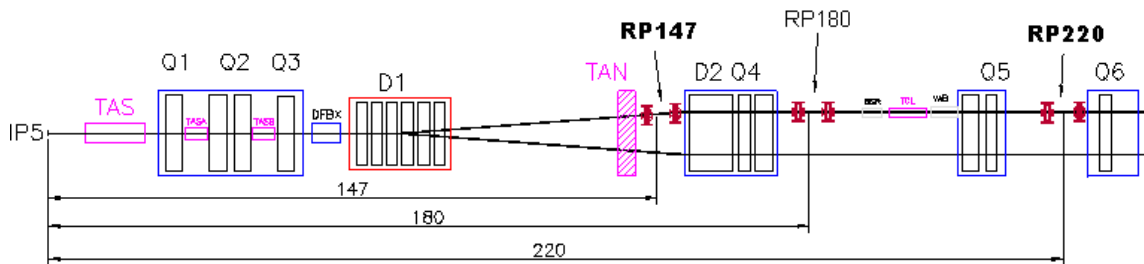 RP147
RP180
RP220
Q1
Q2
Q3
D1
TAN
D2
Q4
Q5
Q6
TAS
TASA
TASB
DFBX
TCL
IP5
147
180
220